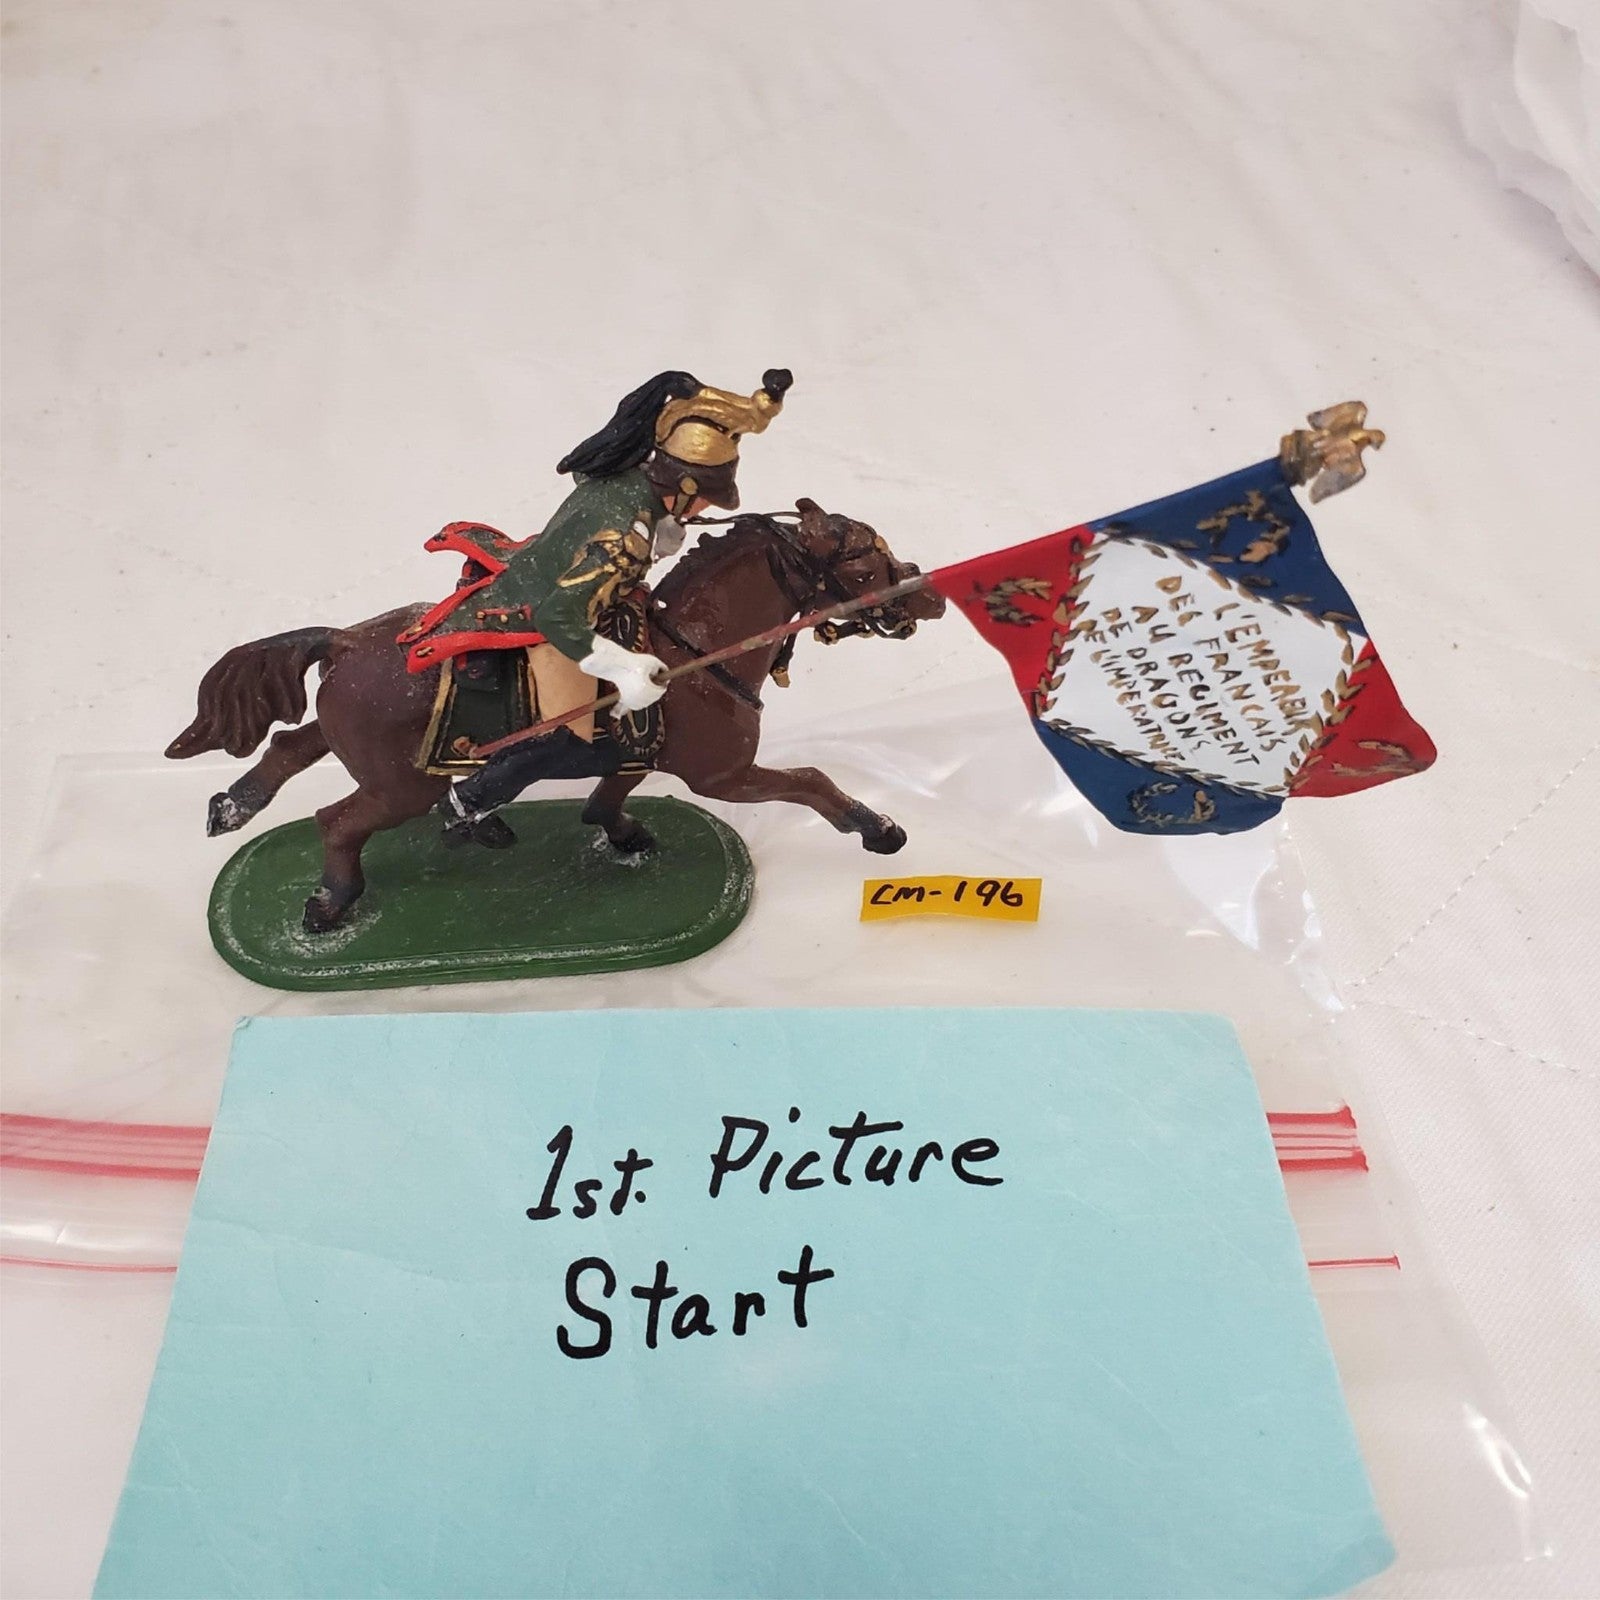 L'EMPEREUR
DES FRANCAIS
AU REGIMENT
DE DRAGONS
DE L'IMPERATRICE
CM-196
1st. Picture
Start